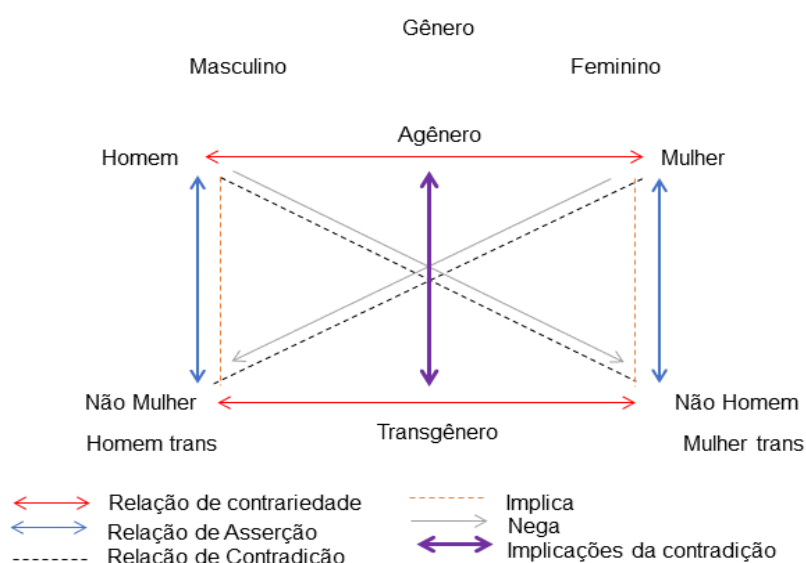 Gênero
Masculino Feminino
Agênero
Homem Mulher
Não Mulher Não Homem
Transgênero
Homem trans Mulher trans
Relação de contrariedade Implica
Relação de Asserção Nega
Relação de Contradição Implicações da contradição